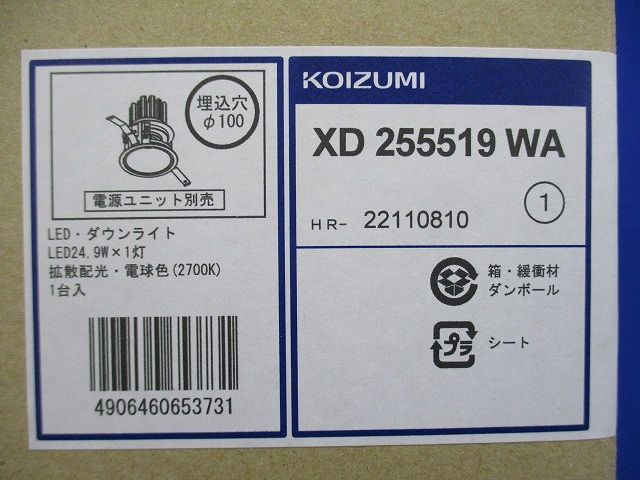 埋込穴
φ100
電源ユニット別売
LED・ダウンライト
LED24.9W×1灯
拡散配光・電球色(2700K)
1台入
4906460653731
KOIZUMI
XD 255519 WA
HR- 22110810
1
箱・緩衝材
ダンボール
プラ
シート